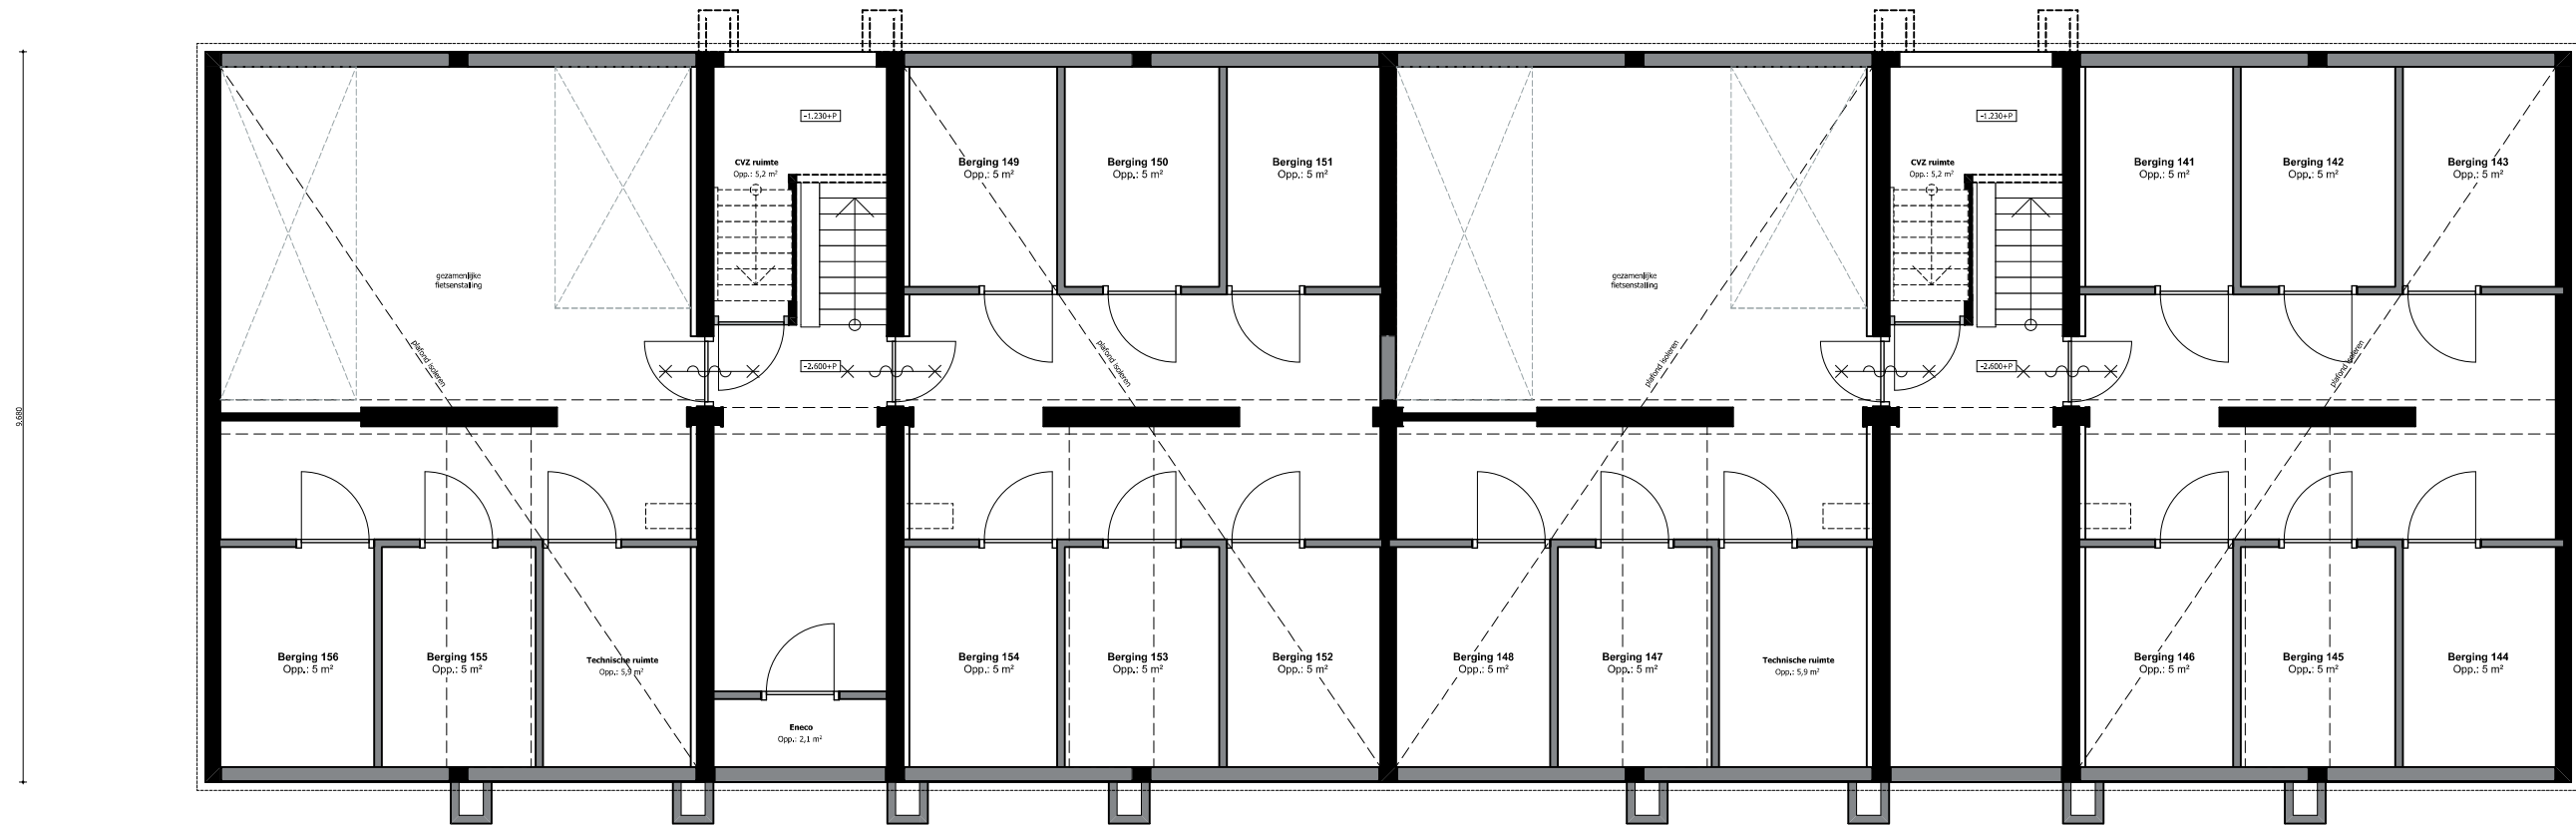 -1.230+P
-1.230+P
CVZ ruimte
Opp.: 5,2 m²
Berging 149
Opp.: 5 m²
Berging 150
Opp.: 5 m²
Berging 151
Opp.: 5 m²
CVZ ruimte
Opp.: 5,2 m²
Berging 141
Opp.: 5 m²
Berging 142
Opp.: 5 m²
Berging 143
Opp.: 5 m²
gezamenlijke
fietsenstalling
gezamenlijke
fietsenstalling
plafond isoleren
-2.600+P
plafond isoleren
plafond isoleren
-2.600+P
plafond isoleren
9.680
Berging 156
Opp.: 5 m²
Berging 155
Opp.: 5 m²
Technische ruimte
Opp.: 5,9 m²
Berging 154
Opp.: 5 m²
Berging 153
Opp.: 5 m²
Berging 152
Opp.: 5 m²
Berging 148
Opp.: 5 m²
Berging 147
Opp.: 5 m²
Technische ruimte
Opp.: 5,9 m²
Berging 146
Opp.: 5 m²
Berging 145
Opp.: 5 m²
Berging 144
Opp.: 5 m²
Eneco
Opp.: 2,1 m²